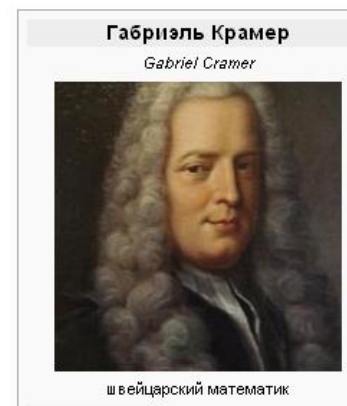 Габриэль Крамер
Gabriel Cramer
швейцарский математик